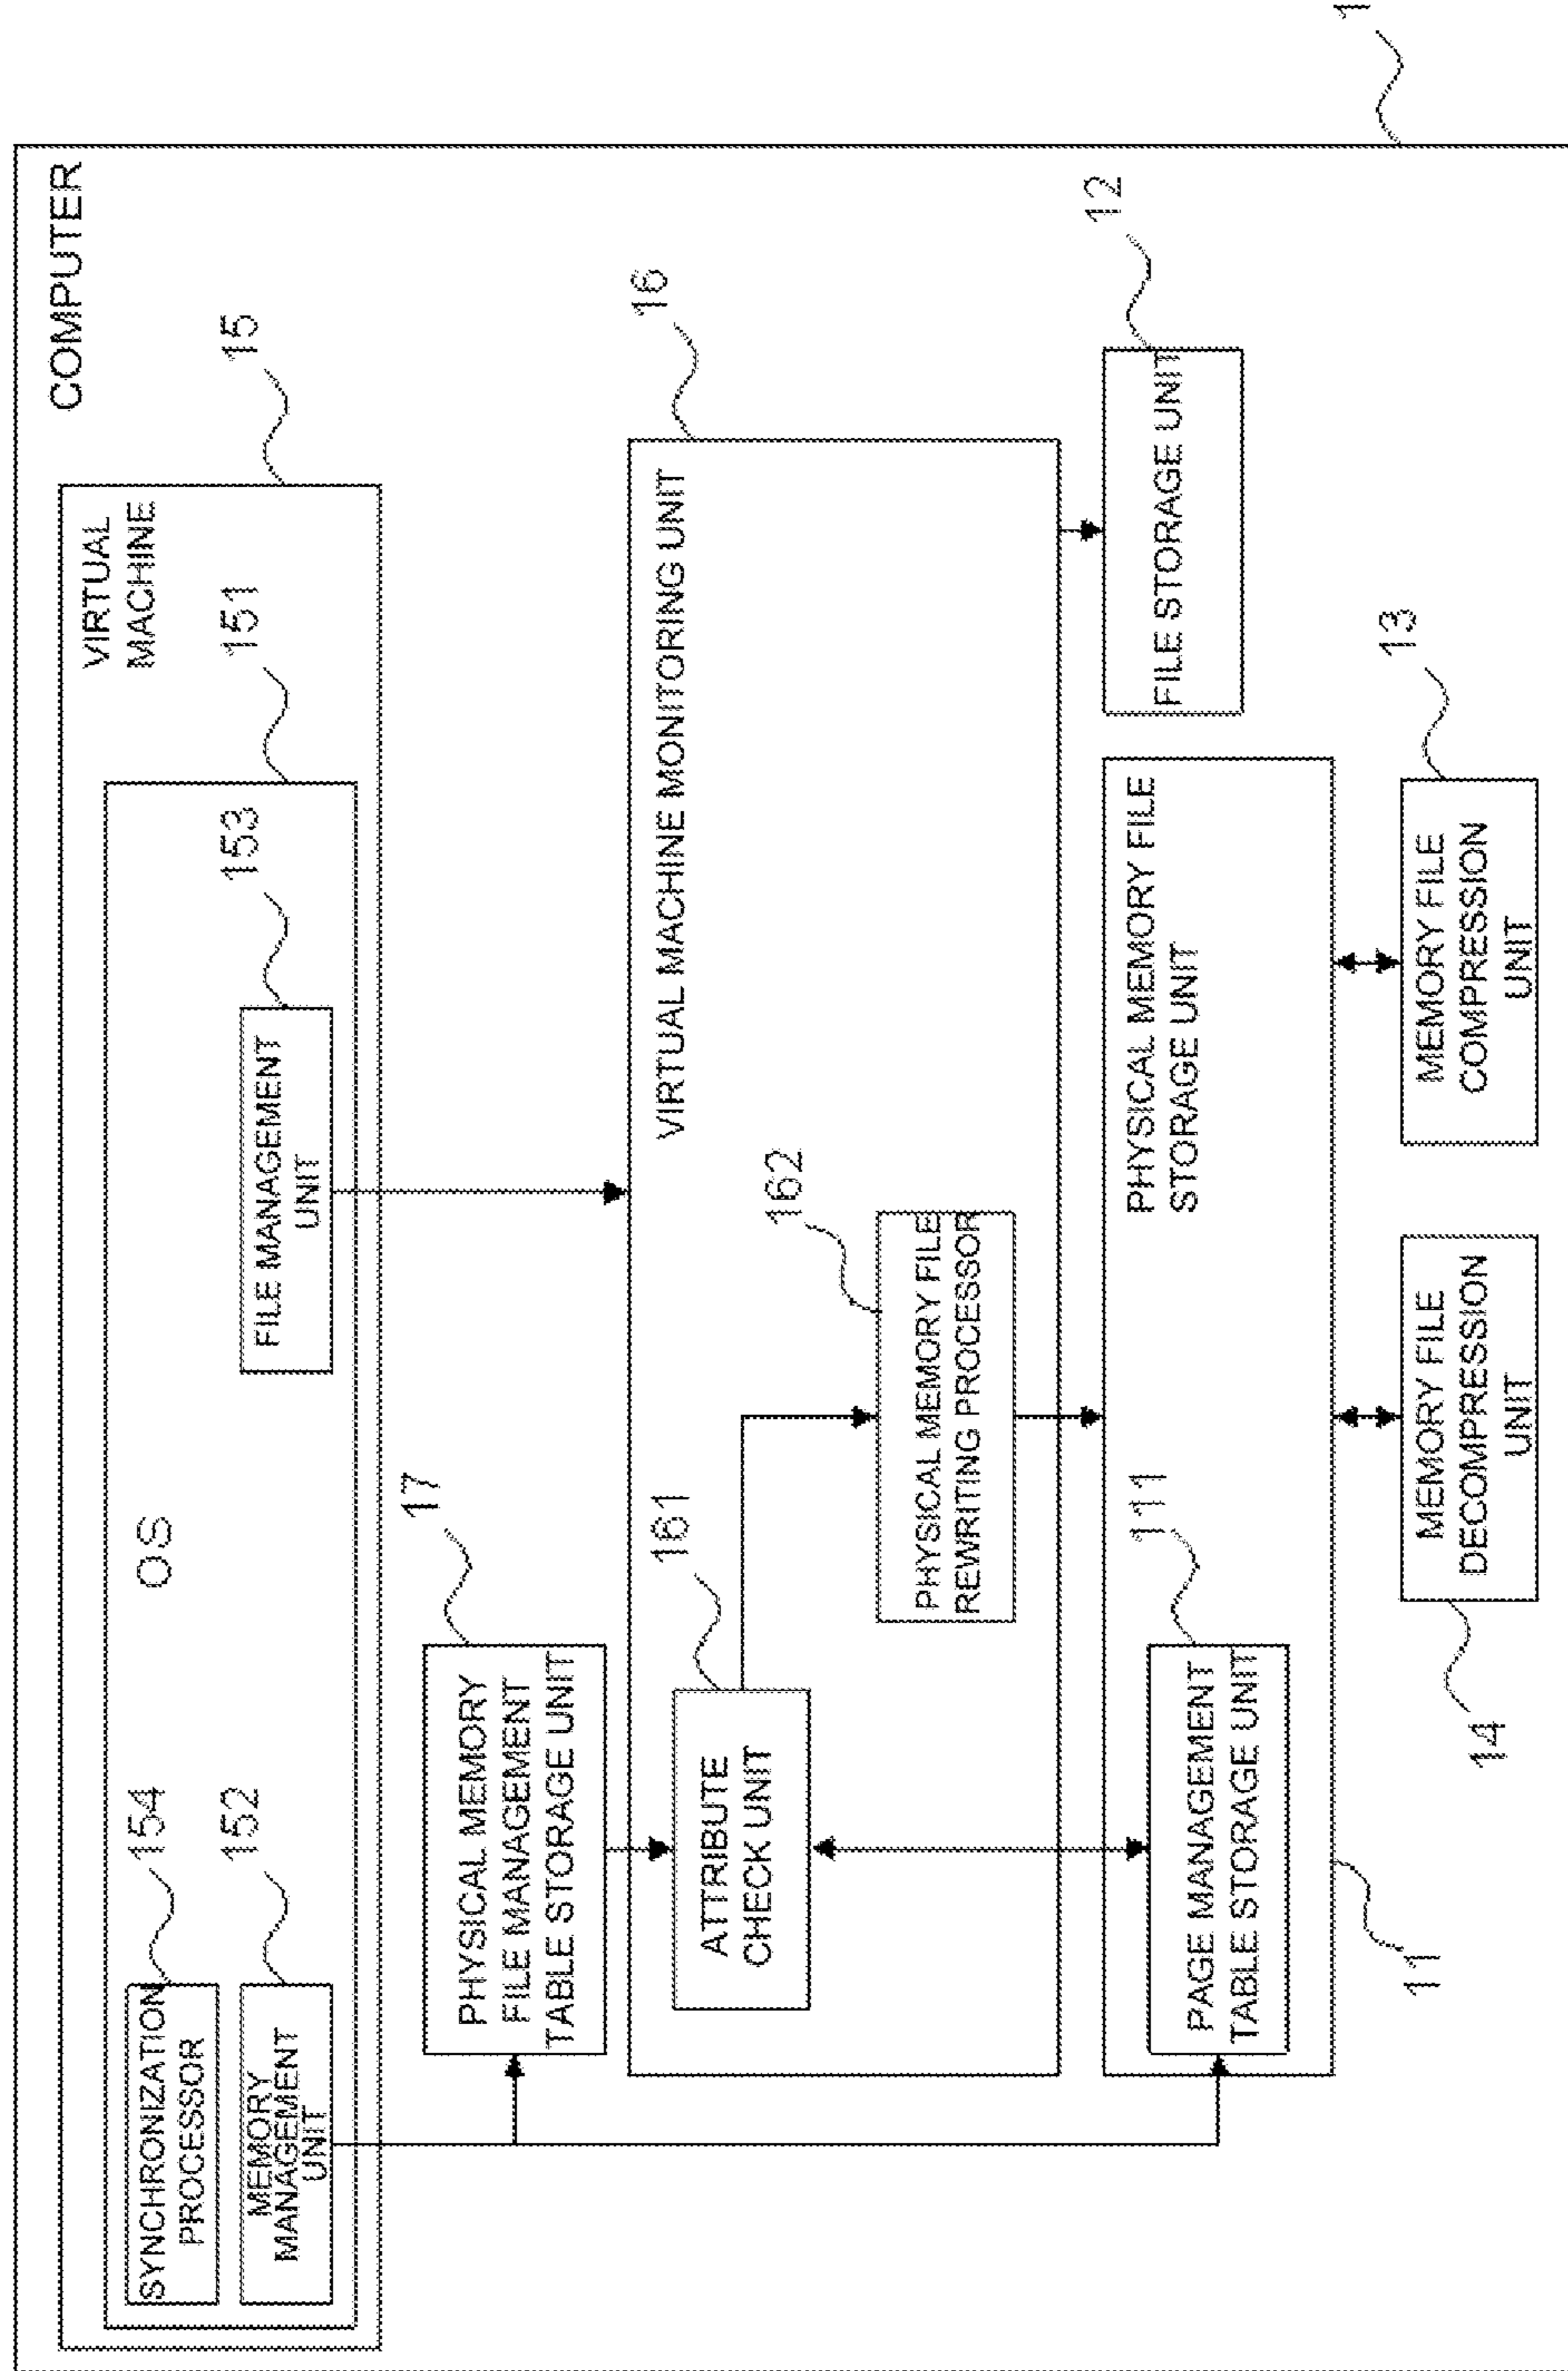 COMPUTER
1
VIRTUAL
MACHINE
15
151
OS
SYNCHRONIZATION
PROCESSOR
154
MEMORY
MANAGEMENT
UNIT
152
FILE MANAGEMENT
UNIT
153
PHYSICAL MEMORY
FILE MANAGEMENT
TABLE STORAGE UNIT
17
VIRTUAL MACHINE MONITORING UNIT
16
ATTRIBUTE
CHECK UNIT
161
PHYSICAL MEMORY FILE
REWRITING PROCESSOR
162
PHYSICAL MEMORY FILE
STORAGE UNIT
11
PAGE MANAGEMENT
TABLE STORAGE UNIT
111
FILE STORAGE UNIT
12
MEMORY FILE
DECOMPRESSION
UNIT
14
MEMORY FILE
COMPRESSION
UNIT
13